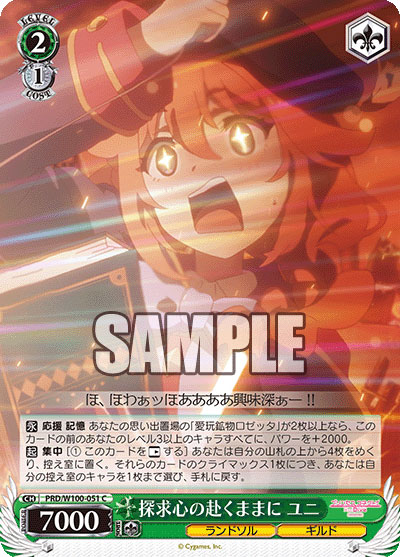 LEVEL
2
1
COST
SAMPLE
ほ、ほわぁッほああああ興味深ぁー !!
永 応援 記憶 あなたの思い出置場の「愛玩鉱物ロゼッタ」が2枚以上なら、この
カードの前のあなたのレベル3以上のキャラすべてに、パワーを+2000。
起 集中 [① このカードを する] あなたは自分の山札の上から4枚をめく
り、控え室に置く。それらのカードのクライマックス1枚につき、あなたは自
分の控え室のキャラを1枚まで選び、手札に戻す。
CH PRD/W100-051 C
7000
探求心の赴くままに ユニ
ランドソル
ギルド
© Cygames, Inc.